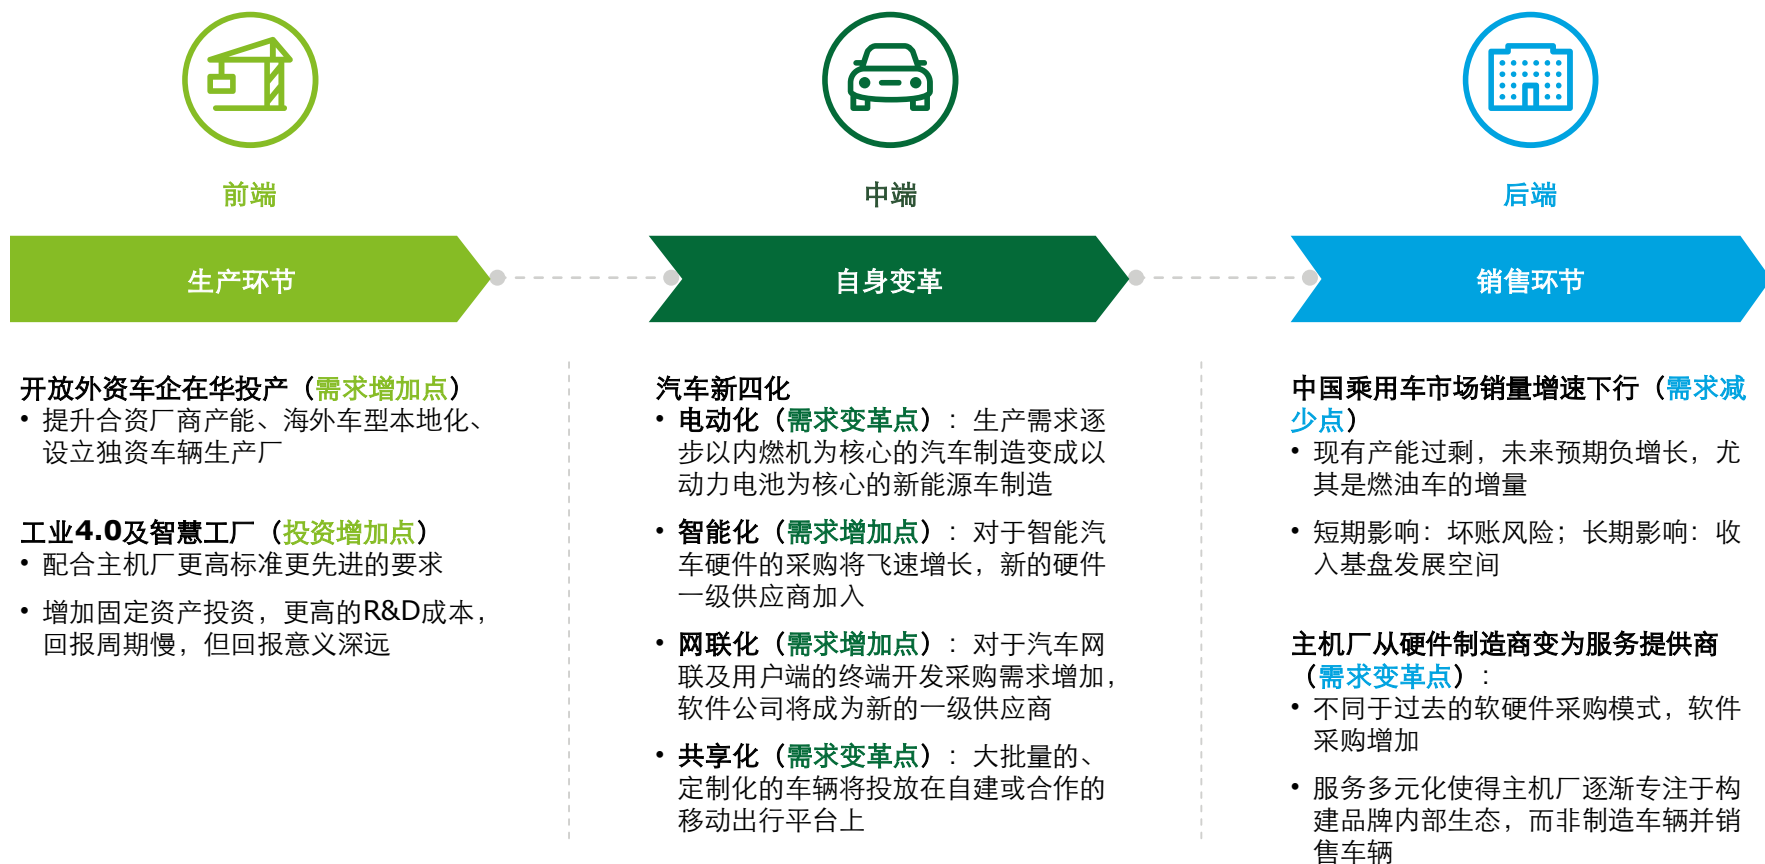 前端
生产环节
开放外资车企在华投产（需求增加点）
• 提升合资厂商产能、海外车型本地化、
设立独资车辆生产厂
工业4.0及智慧工厂（投资增加点）
• 配合主机厂更高标准更先进的要求
• 增加固定资产投资，更高的R&D成本，
回报周期慢，但回报意义深远
中端
自身变革
汽车新四化
• 电动化（需求变革点）：生产需求逐
步以内燃机为核心的汽车制造变成以
动力电池为核心的新能源车制造
• 智能化（需求增加点）：对于智能汽
车硬件的采购将飞速增长，新的硬件
一级供应商加入
• 网联化（需求增加点）：对于汽车网
联及用户端的终端开发采购需求增加，
软件公司将成为新的一级供应商
• 共享化（需求变革点）：大批量的、
定制化的车辆将投放在自建或合作的
移动出行平台上
后端
销售环节
中国乘用车市场销量增速下行（需求减
少点）
• 现有产能过剩，未来预期负增长，尤
其是燃油车的增量
• 短期影响：坏账风险；长期影响：收
入基盘发展空间
主机厂从硬件制造商变为服务提供商
（需求变革点）：
• 不同于过去的软硬件采购模式，软件
采购增加
• 服务多元化使得主机厂逐渐专注于构
建品牌内部生态，而非制造车辆并销
售车辆